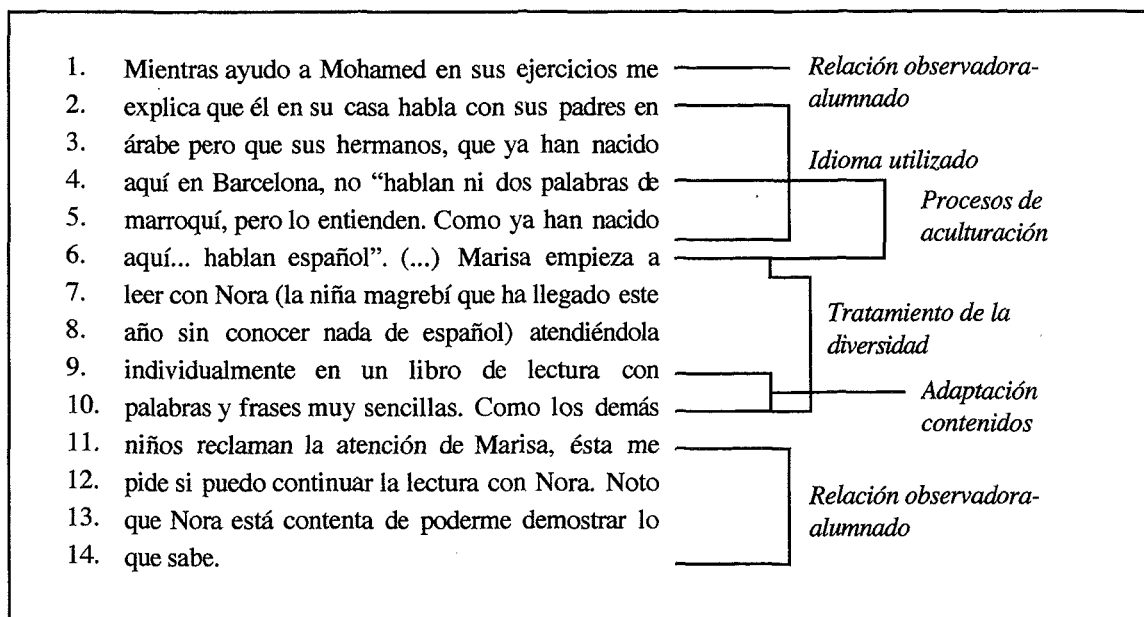 1. Mientras ayudo a Mohamed en sus ejercicios me
Relación observadora-
alumnado
2. explica que él en su casa habla con sus padres en
3. árabe pero que sus hermanos, que ya han nacido
Idioma utilizado
4. aquí en Barcelona, no “hablan ni dos palabras de
Procesos de
aculturación
5. marroquí, pero lo entienden. Como ya han nacido
6. aquí... hablan español”. (...) Marisa empieza a
7. leer con Nora (la niña magrebí que ha llegado este
Tratamiento de la
diversidad
8. año sin conocer nada de español) atendiéndola
9. individualmente en un libro de lectura con
Adaptación
contenidos
10. palabras y frases muy sencillas. Como los demás
11. niños reclaman la atención de Marisa, ésta me
12. pide si puedo continuar la lectura con Nora. Noto
Relación observadora-
alumnado
13. que Nora está contenta de poderme demostrar lo
14. que sabe.